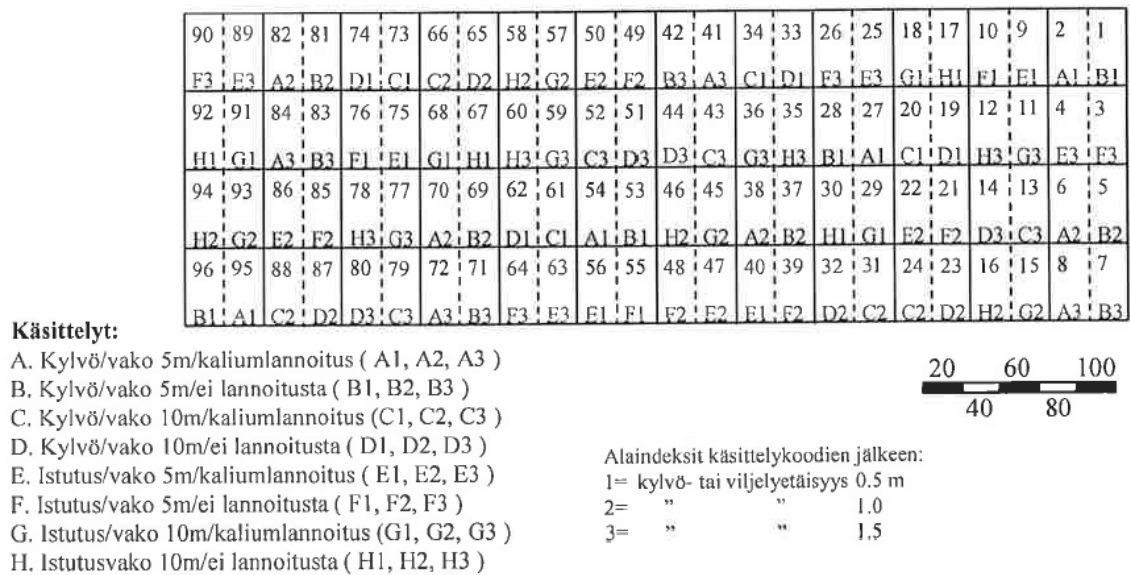 90 89 82 81 74 73 66 65 58 57 50 49 42 41 34 33 26 25 18 17 10 9 2 1
F3 E3 A2 B2 D1 C1 C2 D2 H2 G2 E2 F2 B3 A3 C1 D1 F3 E3 G1 H1 F1 E1 A1 B1
92 91 84 83 76 75 68 67 60 59 52 51 44 43 36 35 28 27 20 19 12 11 4 3
H1 G1 A3 B3 F1 E1 G1 H1 H3 G3 C3 D3 D3 C3 G3 H3 B1 A1 C1 D1 H3 G3 E3 F3
94 93 86 85 78 77 70 69 62 61 54 53 46 45 38 37 30 29 22 21 14 13 6 5
H2 G2 E2 F2 H3 G3 A2 B2 D1 C1 A1 B1 H2 G2 A2 B2 H1 G1 E2 F2 D3 C3 A2 B2
96 95 88 87 80 79 72 71 64 63 56 55 48 47 40 39 32 31 24 23 16 15 8 7
B1 A1 C2 D2 D3 C3 A3 B3 F3 E3 E1 F1 F2 E2 E1 F2 D2 C2 C2 D2 H2 G2 A3 B3
Käsittelyt:
A. Kylvö/vako 5m/kaliumlannoitus ( A1, A2, A3 )
B. Kylvö/vako 5m/ei lannoitusta ( B1, B2, B3 )
C. Kylvö/vako 10m/kaliumlannoitus (C1, C2, C3 )
D. Kylvö/vako 10m/ei lannoitusta ( D1, D2, D3 )
E. Istutus/vako 5m/kaliumlannoitus ( E1, E2, E3 )
F. Istutus/vako 5m/ei lannoitusta ( F1, F2, F3 )
G. Istutus/vako 10m/kaliumlannoitus (G1, G2, G3 )
H. Istutusvako 10m/ei lannoitusta ( H1, H2, H3 )
20 60 100
40 80
Alaindeksit käsittelykoodien jälkeen:
1= kylvö- tai viljelyetäisyys 0.5 m
2= " " 1.0
3= " " 1.5